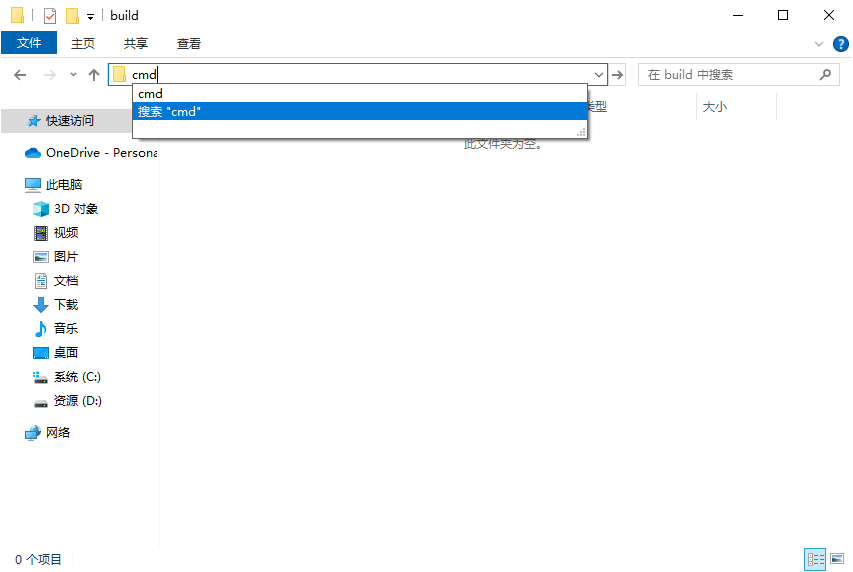 build
文件 主页 共享 查看
cmd
在 build 中搜索
cmd
搜索 "cmd"
类型 大小
此文件夹为空。
快速访问
OneDrive - Persona
此电脑
3D 对象
视频
图片
文档
下载
音乐
桌面
系统 (C:)
资源 (D:)
网络
0 个项目